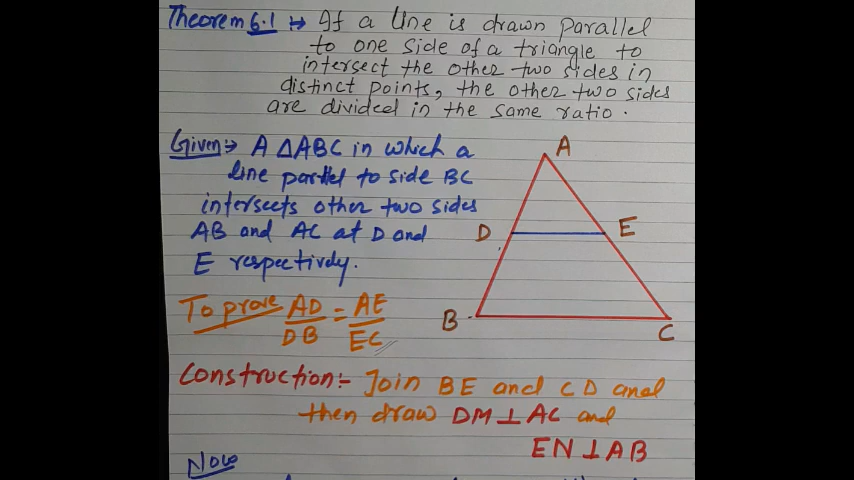 Theorem 6.1 :→ If a line is drawn parallel
to one side of a triangle to
intersect the other two sides in
distinct points, the other two sides
are divided in the same ratio.
Given :→ A △ABC in which a
line parallel to side BC
intersects other two sides
AB and AC at D and
E respectively.
A
D
E
B
C
To prove AD/DB = AE/EC
Construction:- Join BE and CD and
then draw DM⊥AC and
EN⊥AB
Now